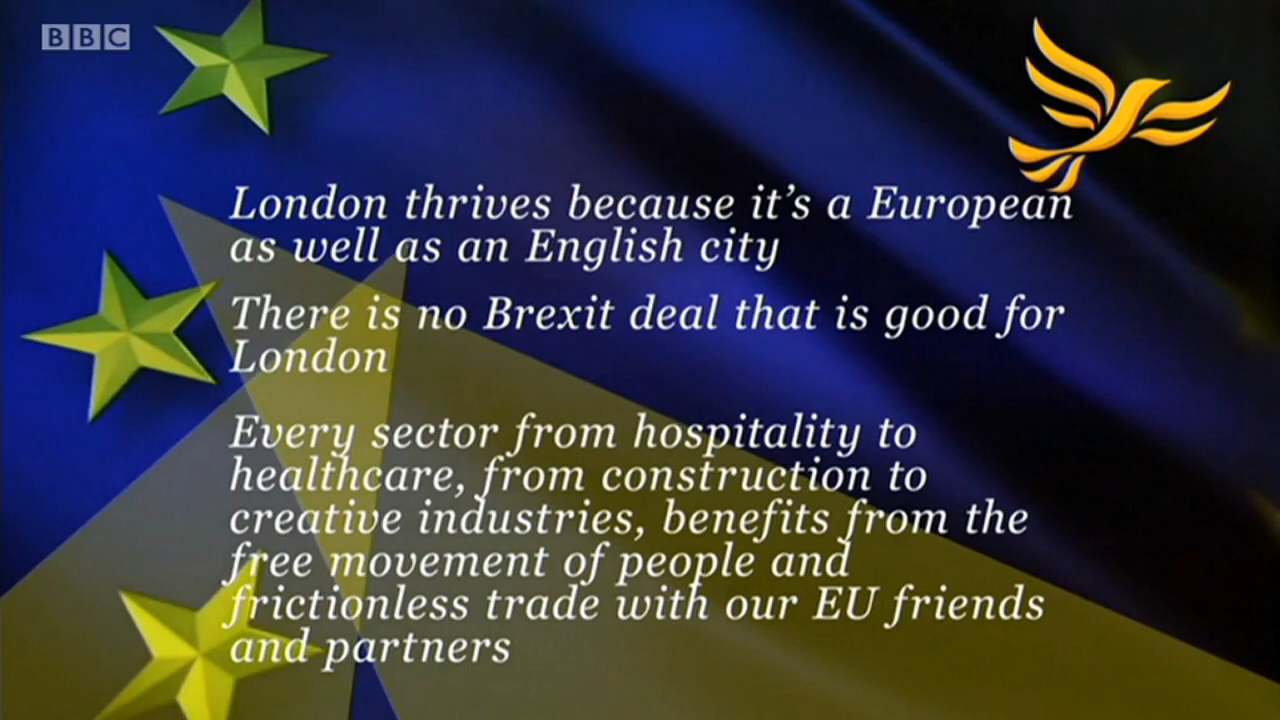 BBC
London thrives because it's a European
as well as an English city
There is no Brexit deal that is good for
London
Every sector from hospitality to
healthcare, from construction to
creative industries, benefits from the
free movement of people and
frictionless trade with our EU friends
and partners